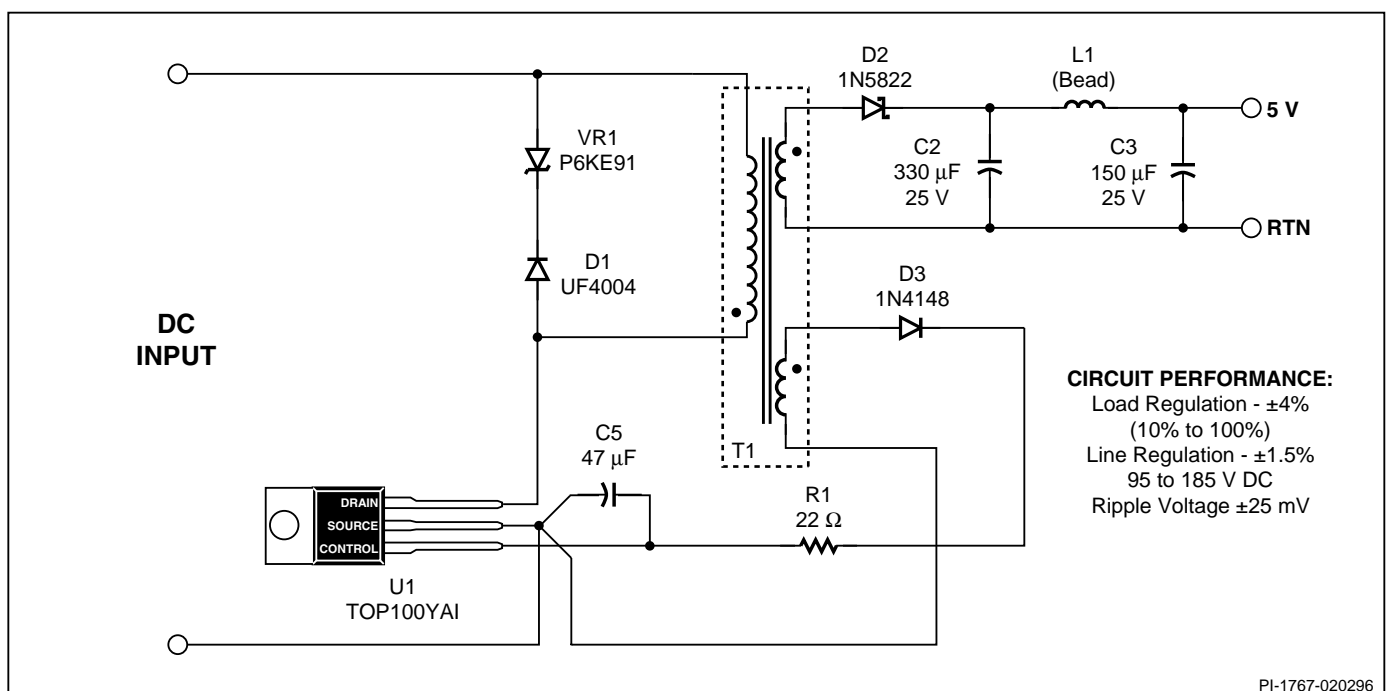 D2
1N5822
L1
(Bead)
5 V
VR1
P6KE91
C2
330 µF
25 V
C3
150 µF
25 V
RTN
D1
UF4004
D3
1N4148
DC
INPUT
T1
CIRCUIT PERFORMANCE:
Load Regulation - ±4%
(10% to 100%)
Line Regulation - ±1.5%
95 to 185 V DC
Ripple Voltage ±25 mV
C5
47 µF
R1
22 Ω
DRAIN
SOURCE
CONTROL
U1
TOP100YAI
PI-1767-020296